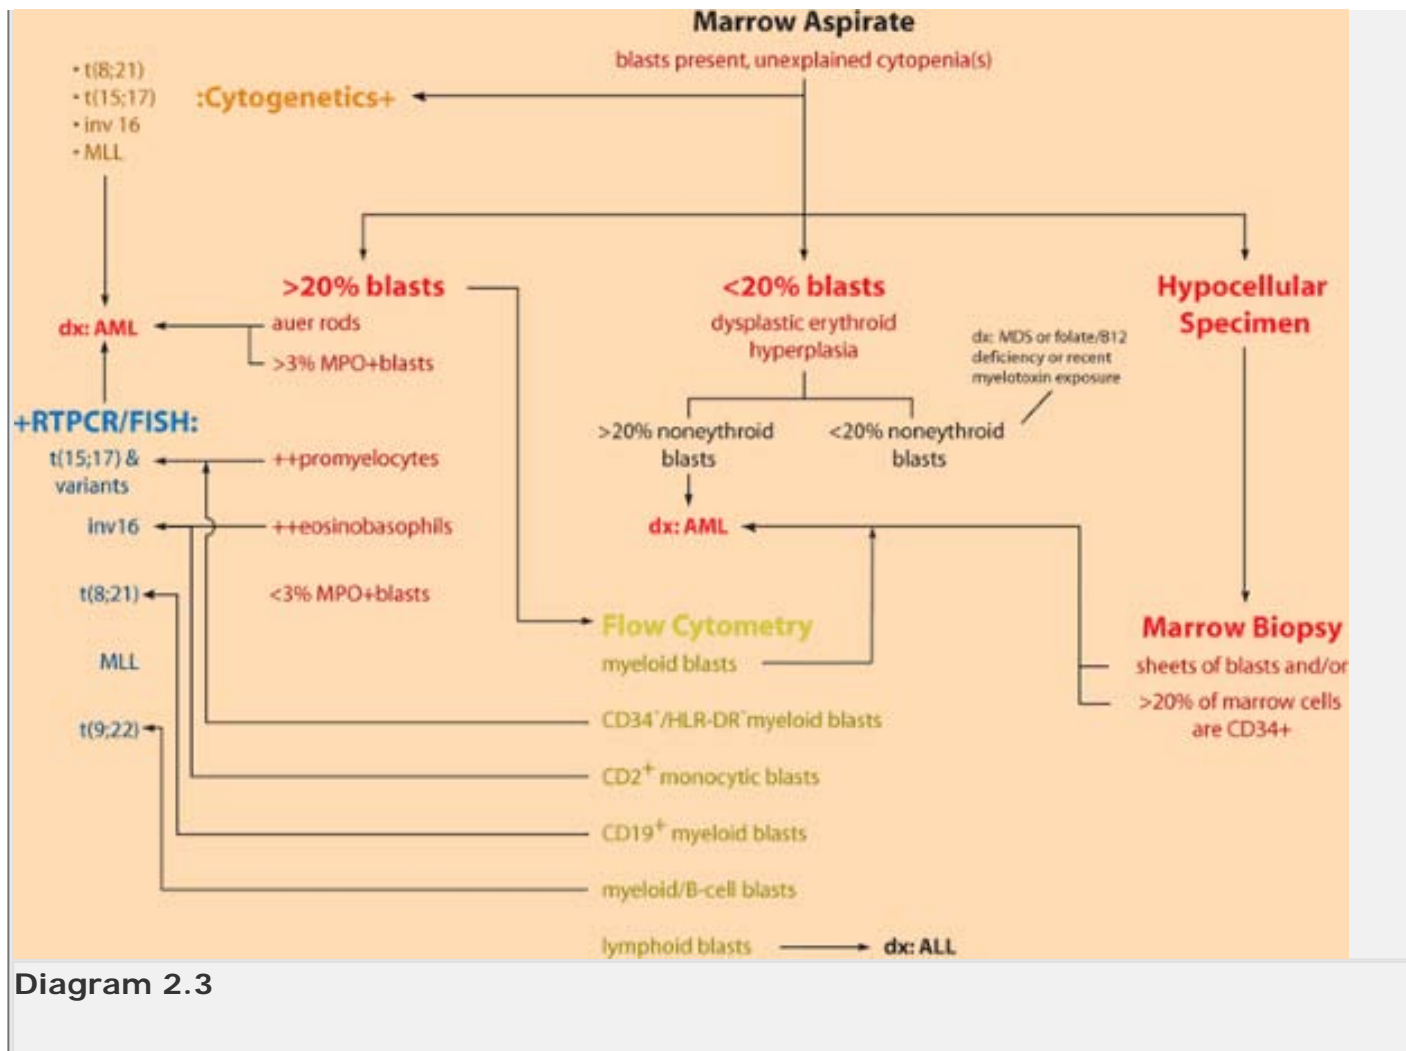 Marrow Aspirate
blasts present, unexplained cytopenia(s)
• t(8;21)
• t(15;17)
• inv 16
• MLL
:Cytogenetics+
>20% blasts
auer rods
>3% MPO+blasts
dx: AML
<20% blasts
dysplastic erythroid
hyperplasia
dx: MDS or folate/B12
deficiency or recent
myelotoxin exposure
Hypocellular
Specimen
>20% noneythroid
blasts
<20% noneythroid
blasts
dx: AML
+RTPCR/FISH:
t(15;17) &
variants
++promyelocytes
inv16
++eosinobasophils
t(8;21)
<3% MPO+blasts
MLL
t(9;22)
Flow Cytometry
myeloid blasts
CD34-/HLR-DR-myeloid blasts
CD2+ monocytic blasts
CD19+ myeloid blasts
myeloid/B-cell blasts
lymphoid blasts
dx: ALL
Marrow Biopsy
sheets of blasts and/or
>20% of marrow cells
are CD34+
Diagram 2.3